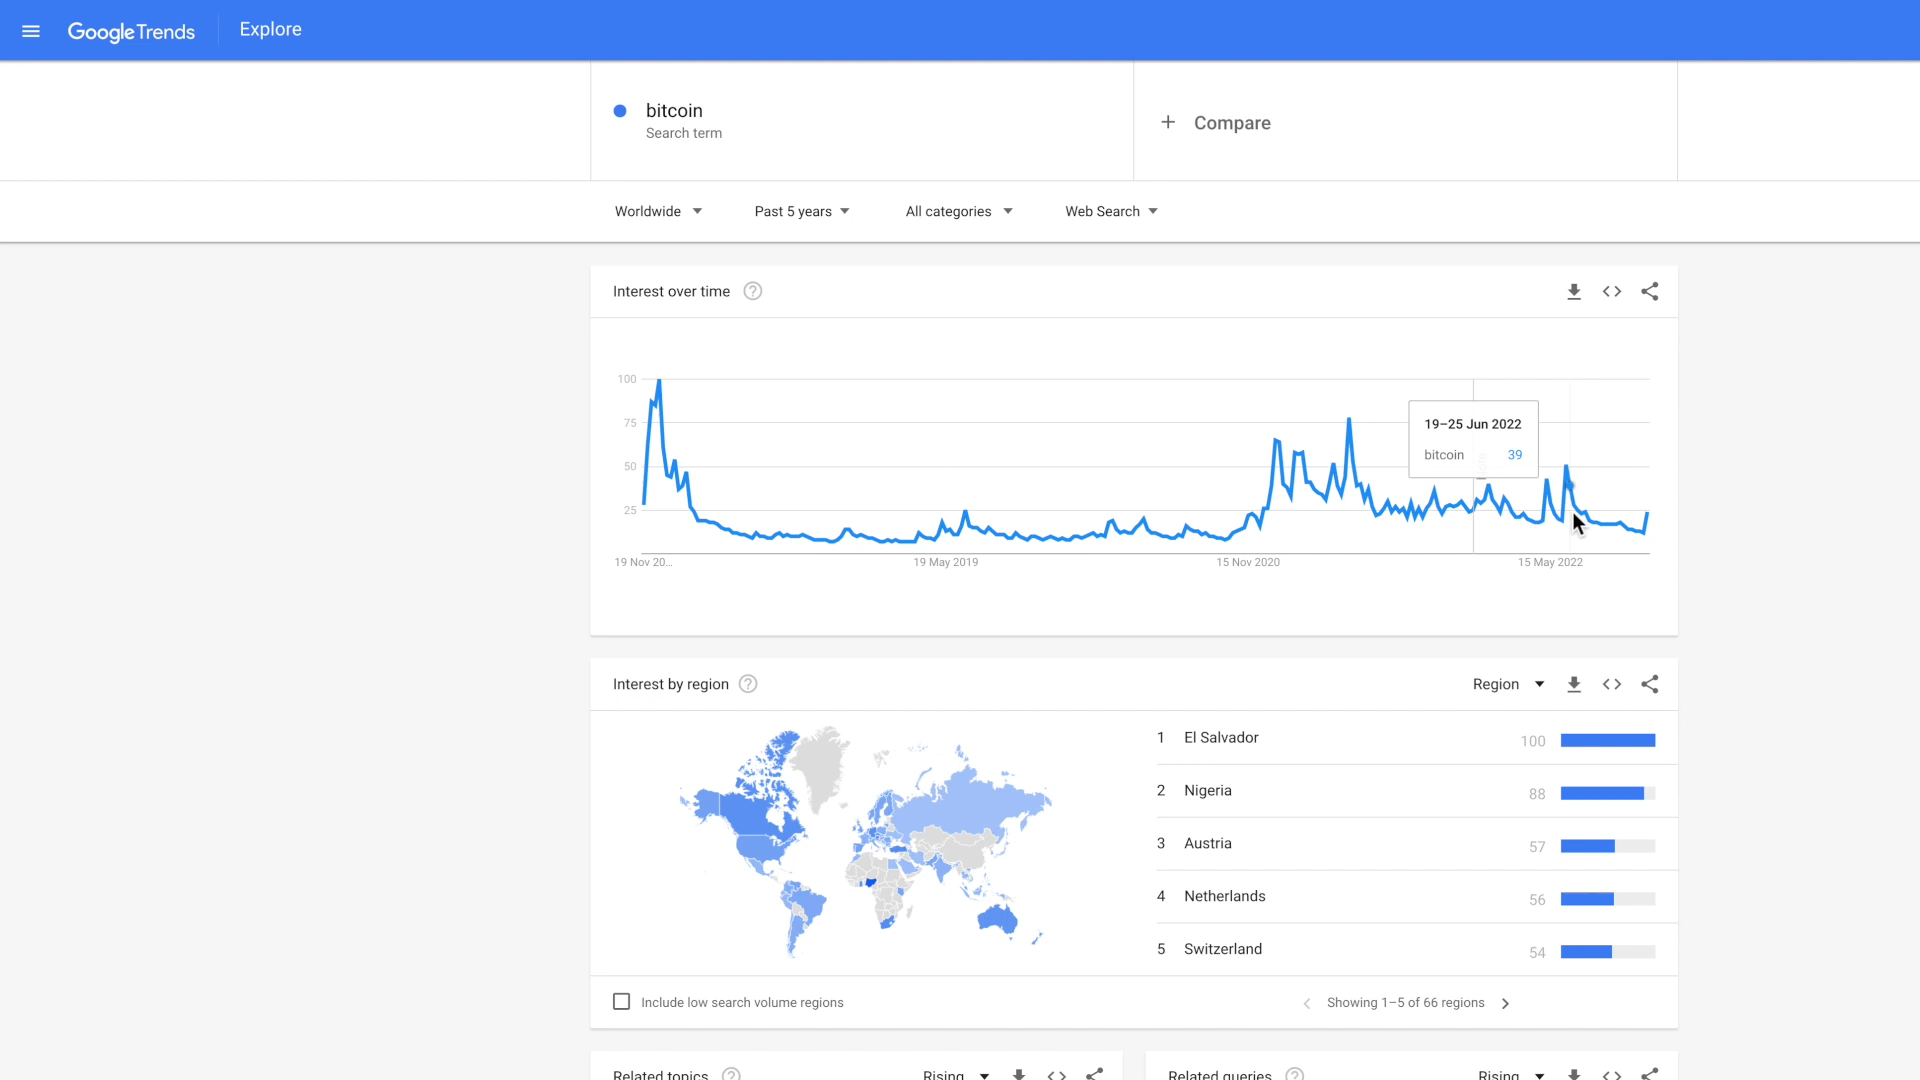 Google Trends
Explore
bitcoin
Search term
+ Compare
Worldwide
Past 5 years
All categories
Web Search
Interest over time
100
75
50
25
19 Nov 20...
19 May 2019
15 Nov 2020
15 May 2022
19–25 Jun 2022
bitcoin 39
Interest by region
Region
1 El Salvador 100
2 Nigeria 88
3 Austria 57
4 Netherlands 56
5 Switzerland 54
Include low search volume regions
Showing 1–5 of 66 regions
Related topics
Rising
Related queries
Rising